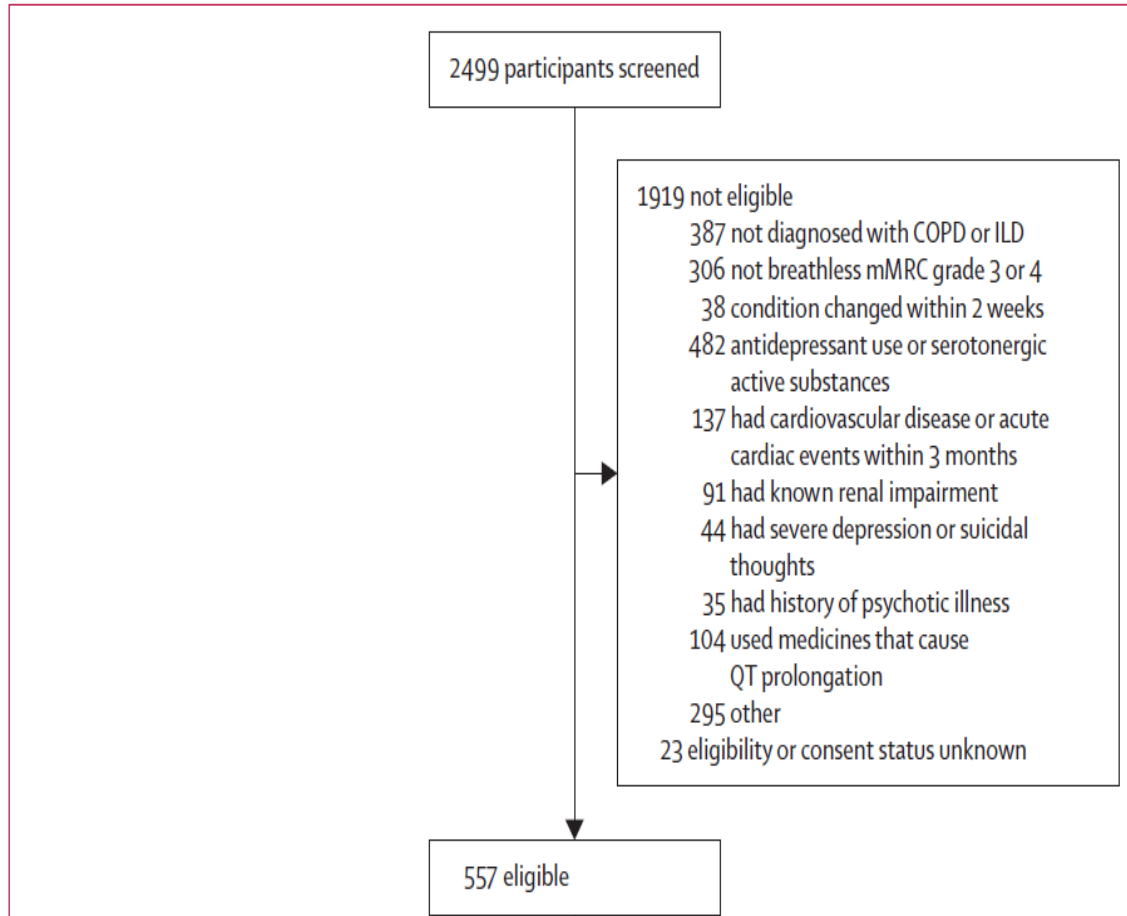 2499 participants screened
1919 not eligible
387 not diagnosed with COPD or ILD
306 not breathless mMRC grade 3 or 4
38 condition changed within 2 weeks
482 antidepressant use or serotonergic
active substances
137 had cardiovascular disease or acute
cardiac events within 3 months
91 had known renal impairment
44 had severe depression or suicidal
thoughts
35 had history of psychotic illness
104 used medicines that cause
QT prolongation
295 other
23 eligibility or consent status unknown
557 eligible